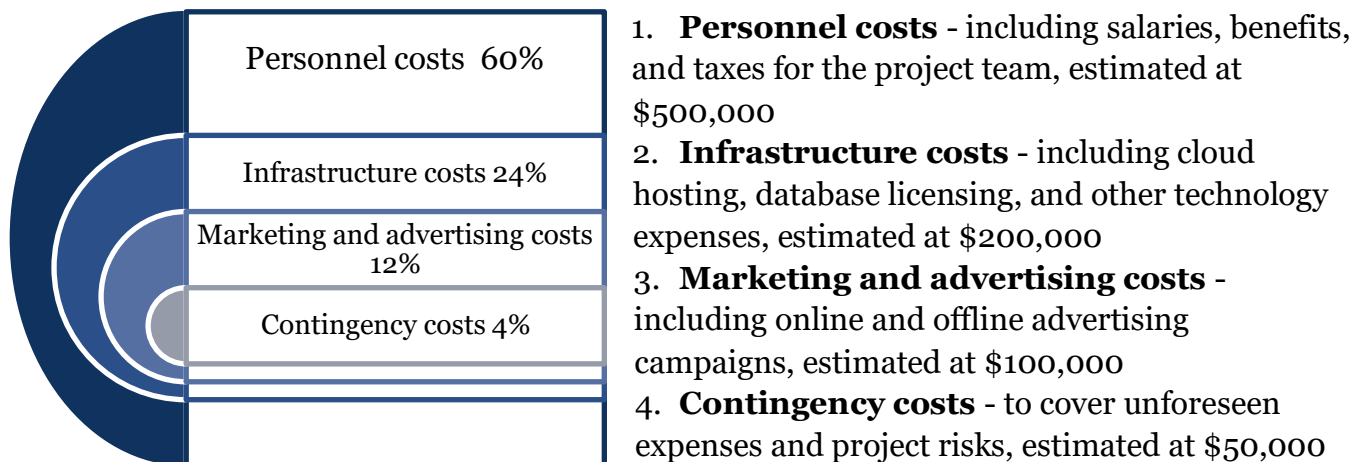 Personnel costs 60%
Infrastructure costs 24%
Marketing and advertising costs
12%
Contingency costs 4%
1. Personnel costs - including salaries, benefits,
and taxes for the project team, estimated at
$500,000
2. Infrastructure costs - including cloud
hosting, database licensing, and other technology
expenses, estimated at $200,000
3. Marketing and advertising costs -
including online and offline advertising
campaigns, estimated at $100,000
4. Contingency costs - to cover unforeseen
expenses and project risks, estimated at $50,000